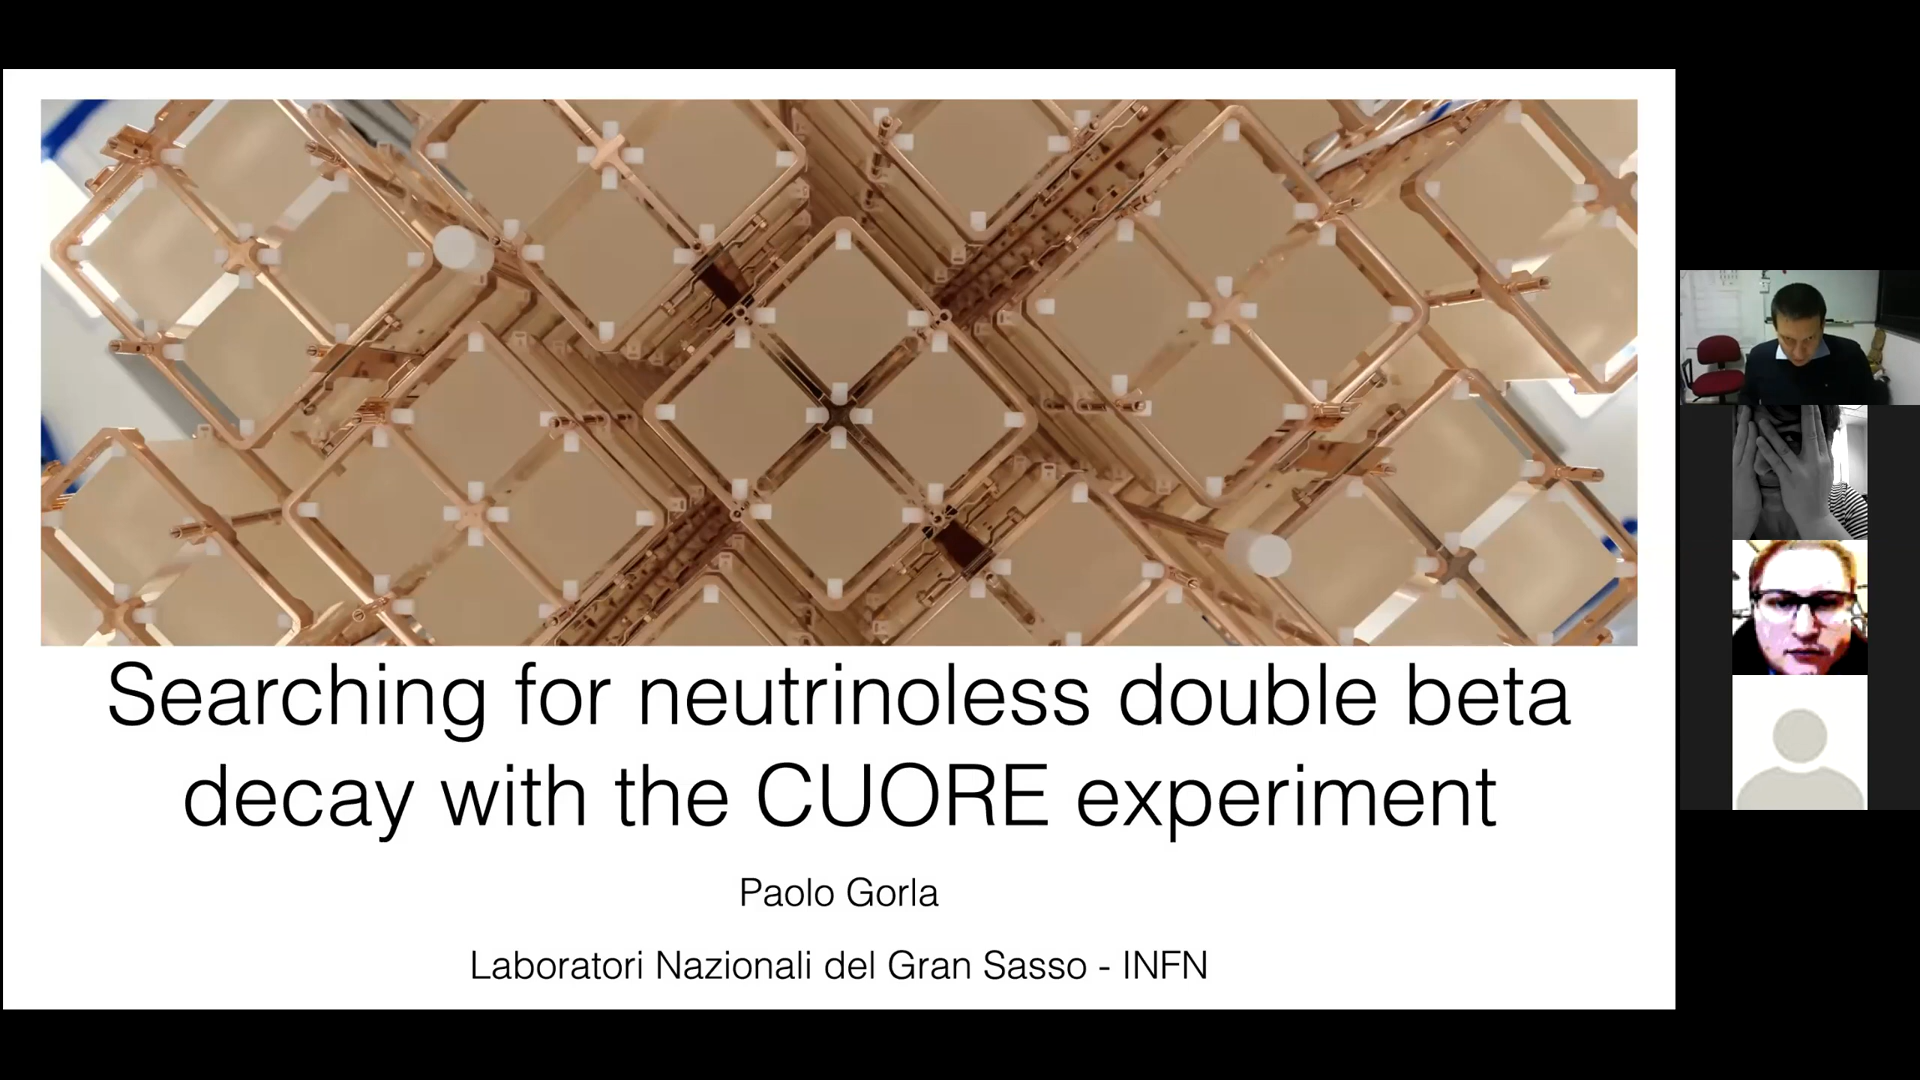 Searching for neutrinoless double beta
decay with the CUORE experiment
Paolo Gorla
Laboratori Nazionali del Gran Sasso - INFN